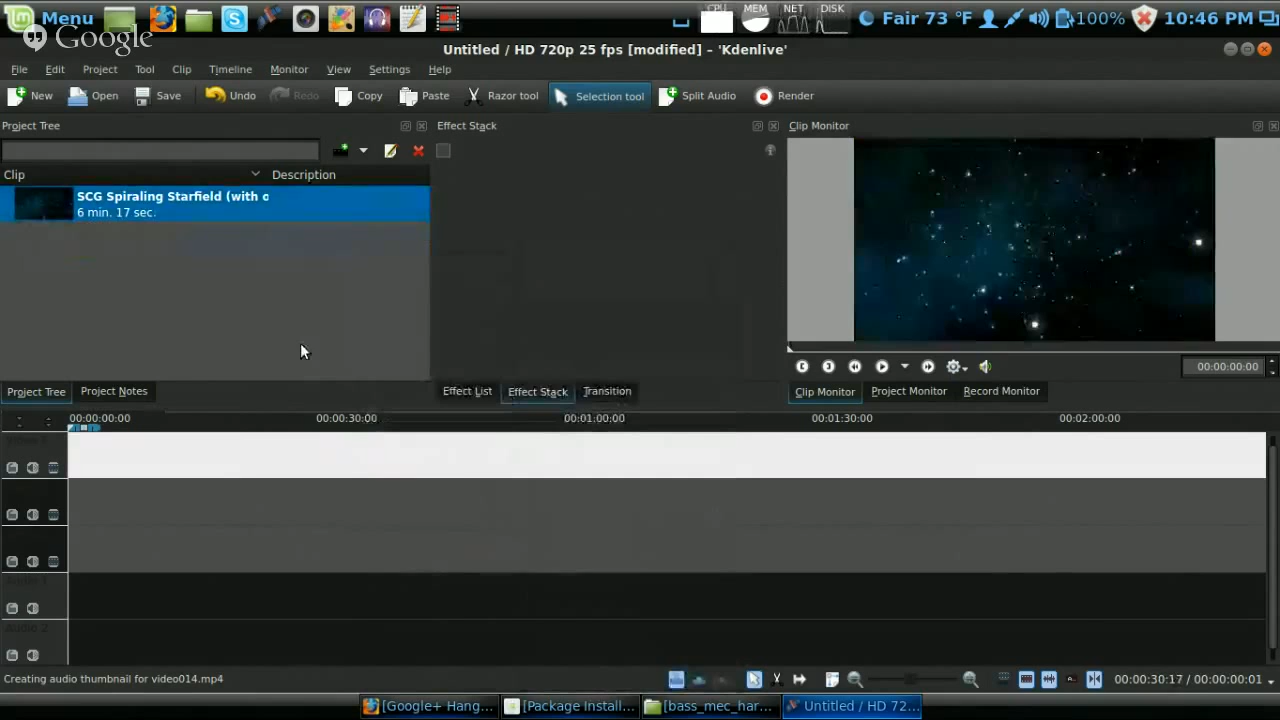 Menu
CPU MEM NET DISK
Fair 73 °F
100%
10:46 PM
Google
Untitled / HD 720p 25 fps [modified] – 'Kdenlive'
File Edit Project Tool Clip Timeline Monitor View Settings Help
New Open Save Undo Redo Copy Paste Razor tool Selection tool Split Audio Render
Project Tree
Effect Stack
Clip Monitor
Clip Description
SCG Spiraling Starfield (with o
6 min. 17 sec.
00:00:00:00
Project Tree Project Notes
Effect List Effect Stack Transition
Clip Monitor Project Monitor Record Monitor
00:00:00:00 00:00:30:00 00:01:00:00 00:01:30:00 00:02:00:00
Audio 1
Audio 2
Creating audio thumbnail for video014.mp4
00:00:30:17 / 00:00:00:01
[Google+ Hang... [Package Install... [bass_mec_har... Untitled / HD 72...